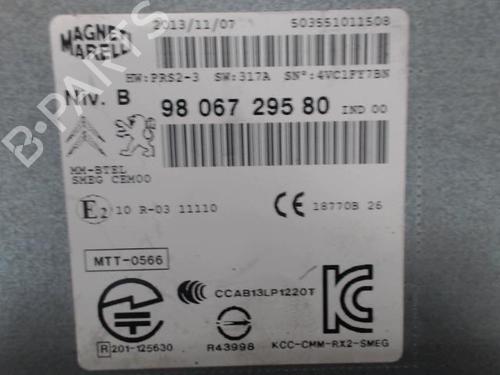 MAGNETI MARELLI
2013/11/07
503551011508
HW:PRS2-3 SW:317A SN°:4VC1FY7BN
Niv. B
98 067 295 80 IND 00
MM-BTEL
SMEG CEM00
E2 10 R-03 11110
CE 18770B 26
MTT-0566
CCAB13LP1220T
R 201-125630
R43998
KCC-CMM-RX2-SMEG
B-PARTS